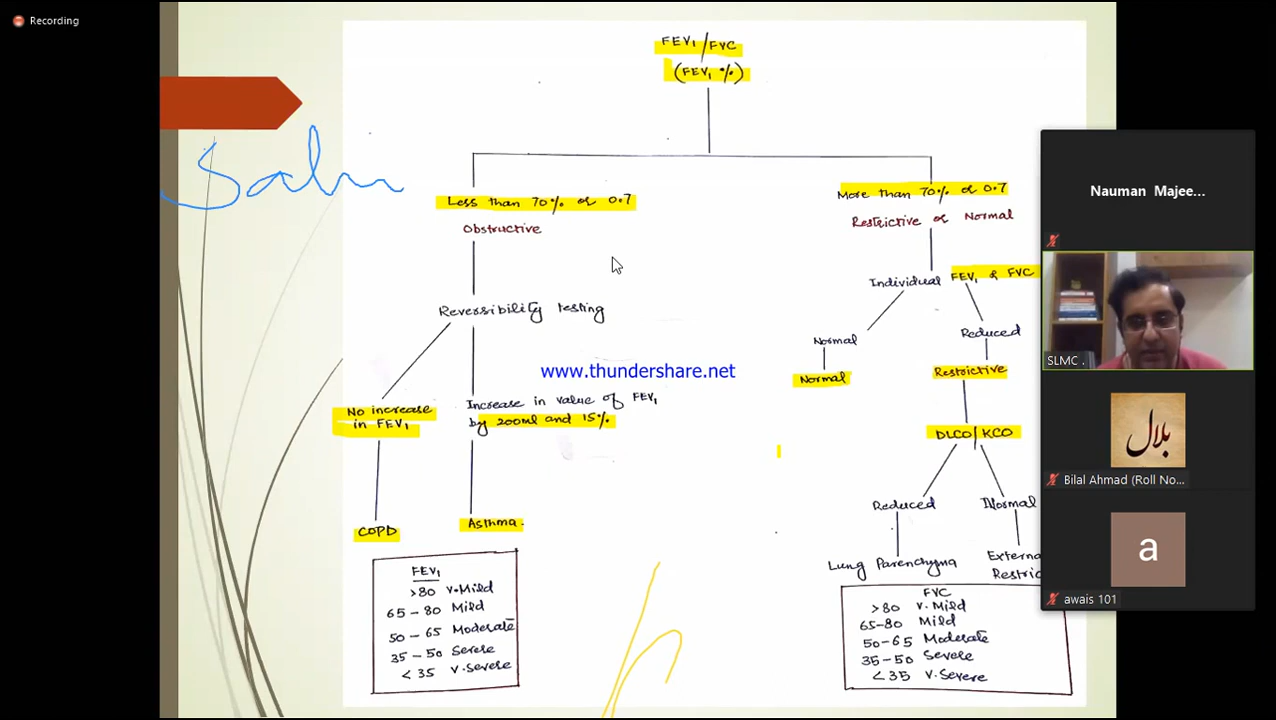 Recording
FEV₁/FVC
(FEV₁ %)
Less than 70% or 0.7
Obstructive
Reversibility testing
No increase
in FEV₁
Increase in value of FEV₁
by 200ml and 15%
COPD
Asthma
FEV₁
>80 V.Mild
65-80 Mild
50-65 Moderate
35-50 Severe
<35 V.Severe
More than 70% or 0.7
Restrictive or Normal
Individual FEV₁ & FVC
Normal
Normal
Reduced
Restrictive
DLCO/KCO
Reduced
Normal
Lung Parenchyma
Externa
Restric
FVC
>80 V.Mild
65-80 Mild
50-65 Moderate
35-50 Severe
<35 V.Severe
www.thundershare.net
Nauman Majee...
SLMC .
بلال
Bilal Ahmad (Roll No...
a
awais 101